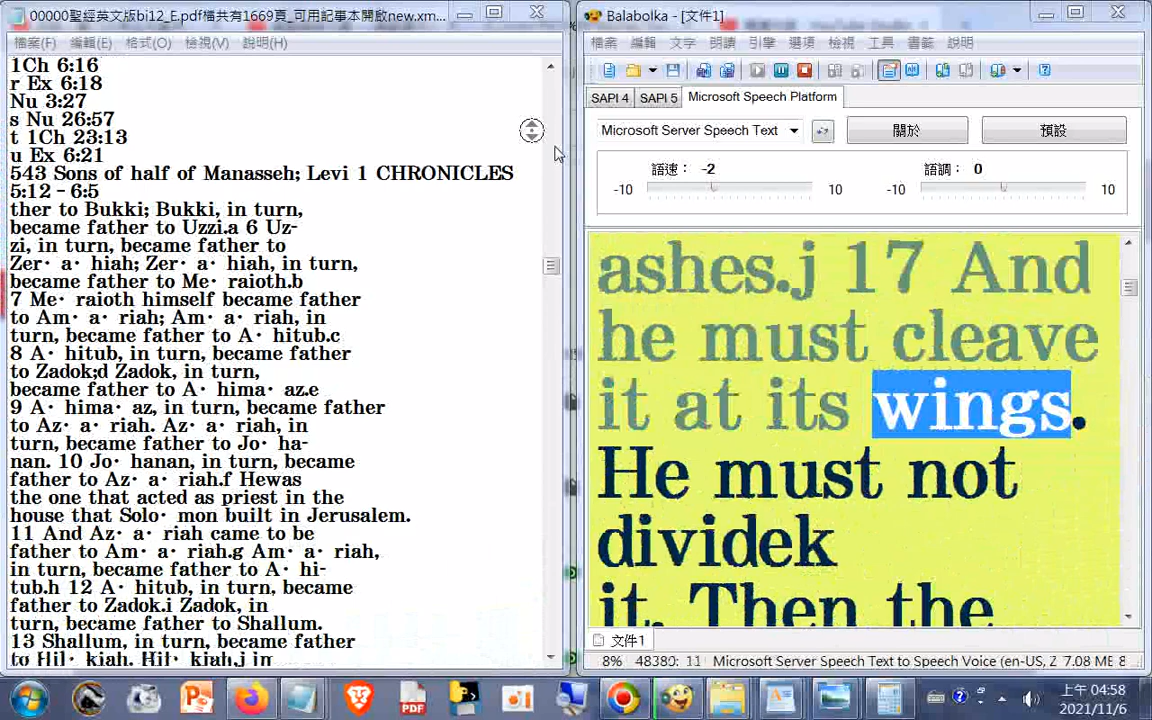 00000聖經英文版bi12_E.pdf檔共有1669頁_可用記事本開啟new.xm...
檔案(F) 編輯(E) 格式(O) 檢視(V) 說明(H)
1Ch 6:16
r Ex 6:18
Nu 3:27
s Nu 26:57
t 1Ch 23:13
u Ex 6:21
543 Sons of half of Manasseh; Levi 1 CHRONICLES
5:12 – 6:5
ther to Bukki; Bukki, in turn,
became father to Uzzi.a 6 Uz-
zi, in turn, became father to
Zer· a· hiah; Zer· a· hiah, in turn,
became father to Me· raioth.b
7 Me· raioth himself became father
to Am· a· riah; Am· a· riah, in
turn, became father to A· hitub.c
8 A· hitub, in turn, became father
to Zadok;d Zadok, in turn,
became father to A· hima· az.e
9 A· hima· az, in turn, became father
to Az· a· riah. Az· a· riah, in
turn, became father to Jo· ha-
nan. 10 Jo· hanan, in turn, became
father to Az· a· riah.f Hewas
the one that acted as priest in the
house that Solo· mon built in Jerusalem.
11 And Az· a· riah came to be
father to Am· a· riah.g Am· a· riah,
in turn, became father to A· hi-
tub.h 12 A· hitub, in turn, became
father to Zadok.i Zadok, in
turn, became father to Shallum.
13 Shallum, in turn, became father
to Hil· kiah. Hil· kiah,j in
Balabolka - [文件1]
檔案 編輯 文字 朗讀 引擎 選項 檢視 工具 書籤 說明
SAPI 4 SAPI 5 Microsoft Speech Platform
Microsoft Server Speech Text 關於 預設
語速: -2 語調: 0
-10 10 -10 10
ashes.j 17 And
he must cleave
it at its wings.
He must not
dividek
it. Then the
文件1
8% 48380: 11 Microsoft Server Speech Text to Speech Voice (en-US, Z 7.08 MB 8
PDF
上午 04:58
2021/11/6